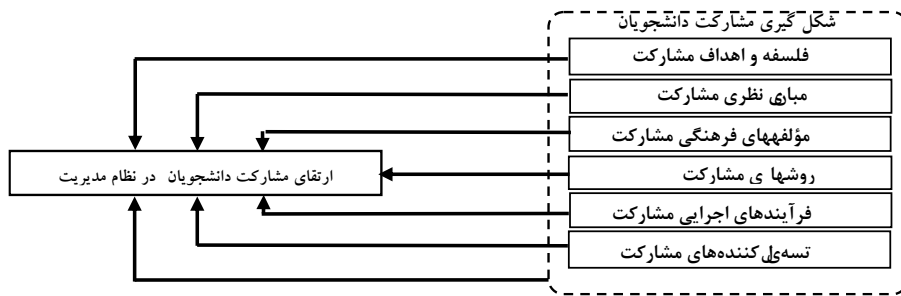 شکل گیری مشارکت دانشجویان
فلسفه و اهداف مشارکت
مبانی نظری مشارکت
مؤلفههای فرهنگی مشارکت
روشها ی مشارکت
فرآیندهای اجرایی مشارکت
تسهیل کنندههای مشارکت
ارتقای مشارکت دانشجویان در نظام مدیریت